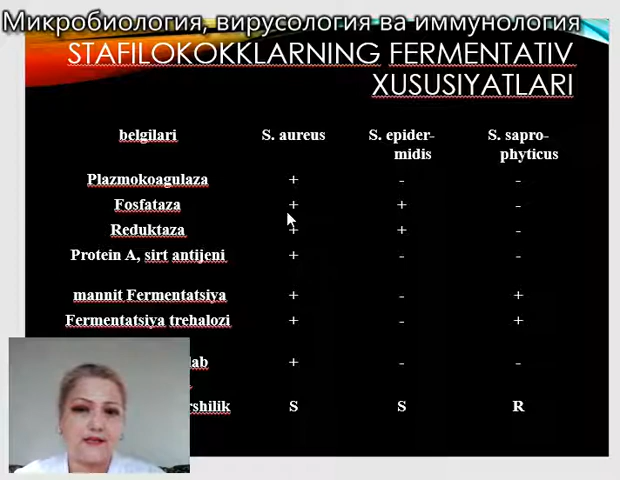 Микробиология, вирусология ва иммунология
STAFILOKOKKLARNING FERMENTATIV
XUSUSIYATLARI
belgilari S. aureus S. epider- S. sapro-
midis phyticus
Plazmokoagulaza + - -
Fosfataza + + -
Reduktaza + + -
Protein A, sirt antijeni + - -
mannit Fermentatsiya + - +
Fermentatsiya trehalozi + - +
+ - -
S S R